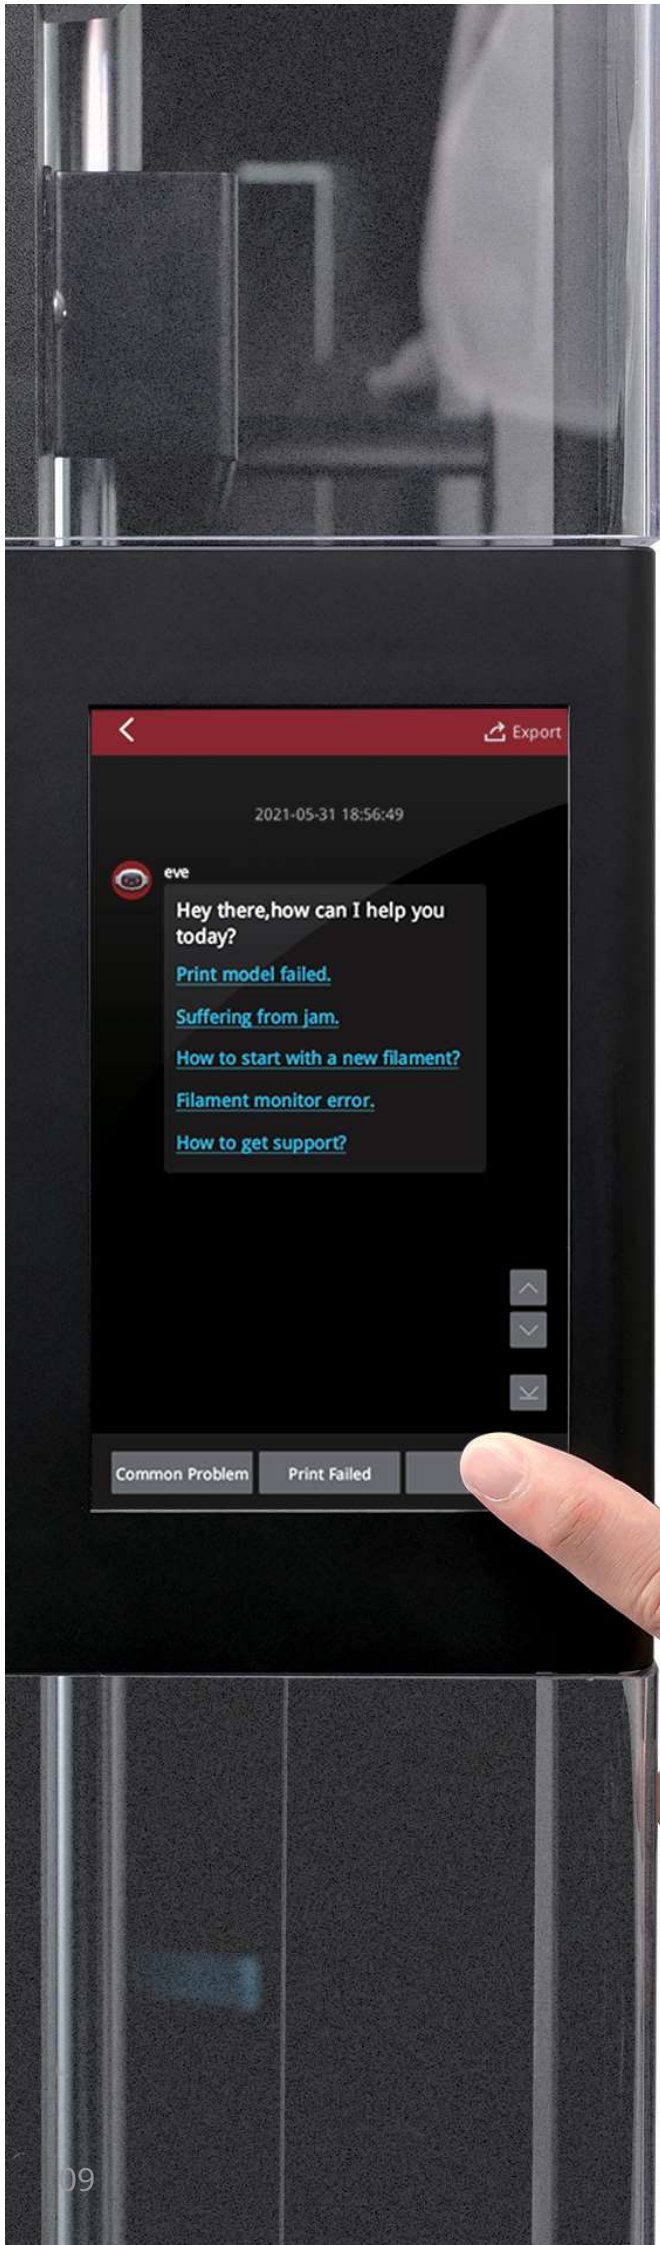 Export
2021-05-31 18:56:49
eve
Hey there,how can I help you
today?
Print model failed.
Suffering from jam.
How to start with a new filament?
Filament monitor error.
How to get support?
Common Problem
Print Failed
09